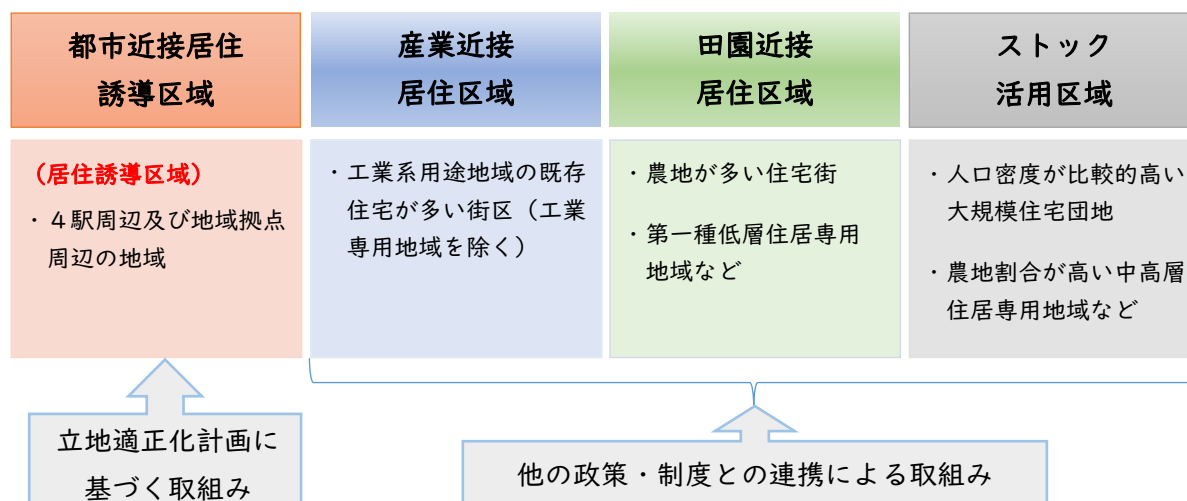 都市近接居住
誘導区域
産業近接
居住区域
田園近接
居住区域
ストック
活用区域
(居住誘導区域)
・4駅周辺及び地域拠点
周辺の地域
・工業系用途地域の既存
住宅が多い街区(工業
専用地域を除く)
・農地が多い住宅街
・第一種低層住居専用
地域など
・人口密度が比較的高い
大規模住宅団地
・農地割合が高い中高層
住居専用地域など
立地適正化計画に
基づく取組み
他の政策・制度との連携による取組み